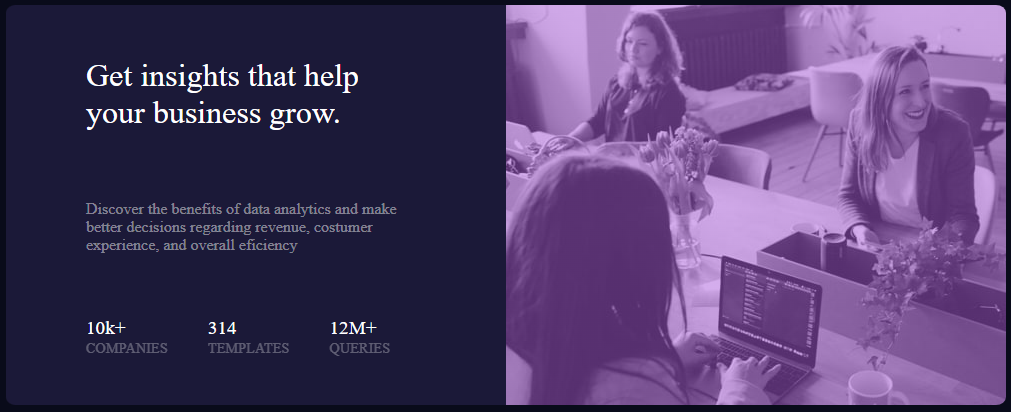 Get insights that help
your business grow.
Discover the benefits of data analytics and make
better decisions regarding revenue, costumer
experience, and overall eficiency
10k+
COMPANIES
314
TEMPLATES
12M+
QUERIES